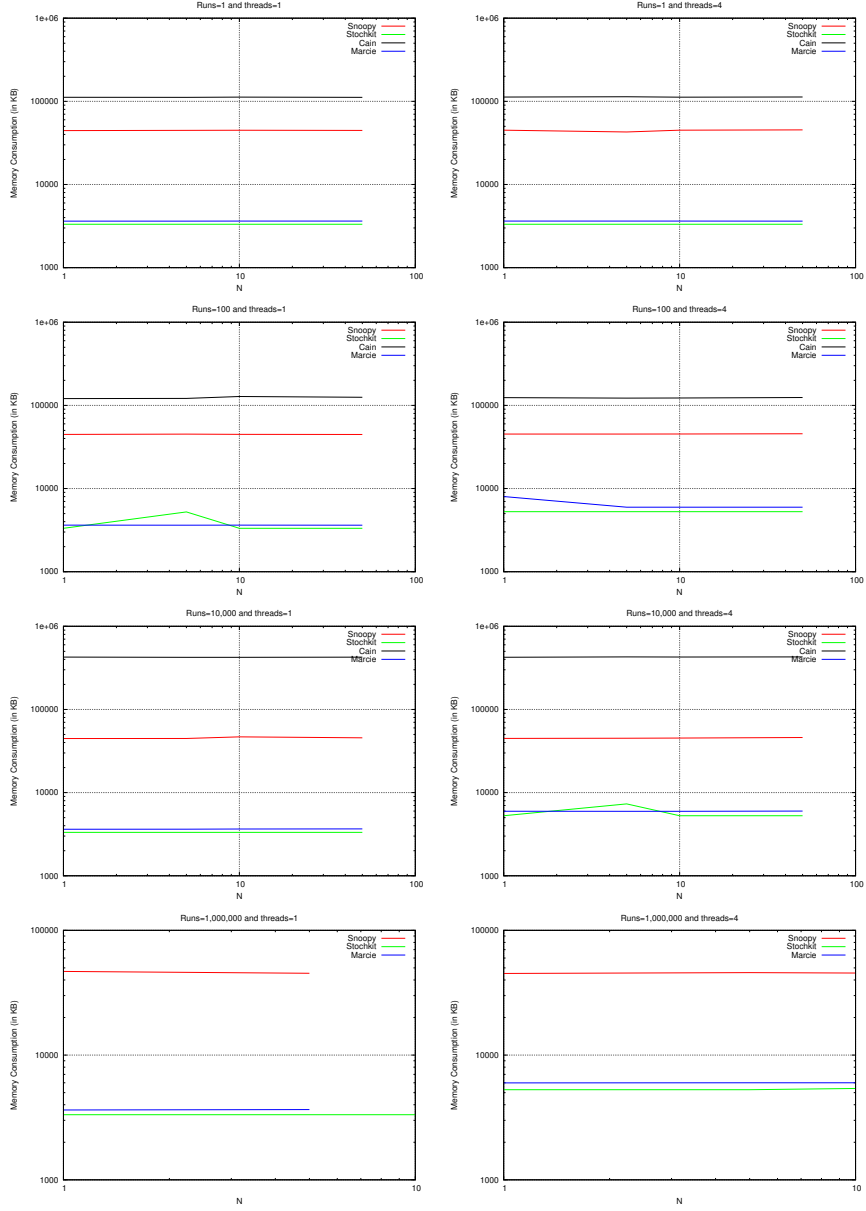 Runs=1 and threads=1
1e+06
100000
10000
1000
1
10
100
Memory Consumption (in KB)
N
Snoopy
Stochkit
Cain
Marcie
Runs=1 and threads=4
1e+06
100000
10000
1000
1
10
100
Memory Consumption (in KB)
N
Snoopy
Stochkit
Cain
Marcie
Runs=100 and threads=1
1e+06
100000
10000
1000
1
10
100
Memory Consumption (in KB)
N
Snoopy
Stochkit
Cain
Marcie
Runs=100 and threads=4
1e+06
100000
10000
1000
1
10
100
Memory Consumption (in KB)
N
Snoopy
Stochkit
Cain
Marcie
Runs=10,000 and threads=1
1e+06
100000
10000
1000
1
10
100
Memory Consumption (in KB)
N
Snoopy
Stochkit
Cain
Marcie
Runs=10,000 and threads=4
1e+06
100000
10000
1000
1
10
100
Memory Consumption (in KB)
N
Snoopy
Stochkit
Cain
Marcie
Runs=1,000,000 and threads=1
100000
10000
1000
1
10
Memory Consumption (in KB)
N
Snoopy
Stochkit
Marcie
Runs=1,000,000 and threads=4
100000
10000
1000
1
10
Memory Consumption (in KB)
N
Snoopy
Stochkit
Marcie